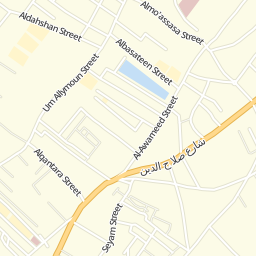 Almo'assasa Street
Aldahshan Street
Albasateen Street
Um Allymoun Street
Al-Awameed Street
شارع صلاح الدين
Alqantara Street
Seyam Street